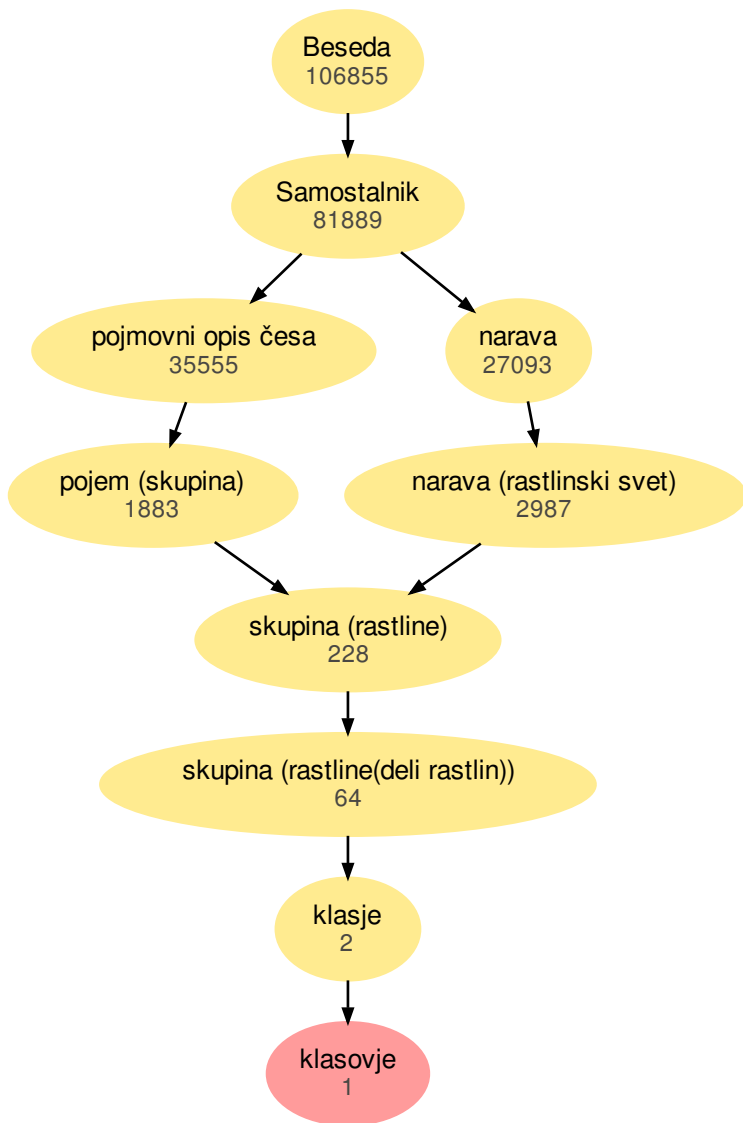 Beseda
106855
Samostalnik
81889
pojmovni opis česa
35555
narava
27093
pojem (skupina)
1883
narava (rastlinski svet)
2987
skupina (rastline)
228
skupina (rastline(deli rastlin))
64
klasje
2
klasovje
1